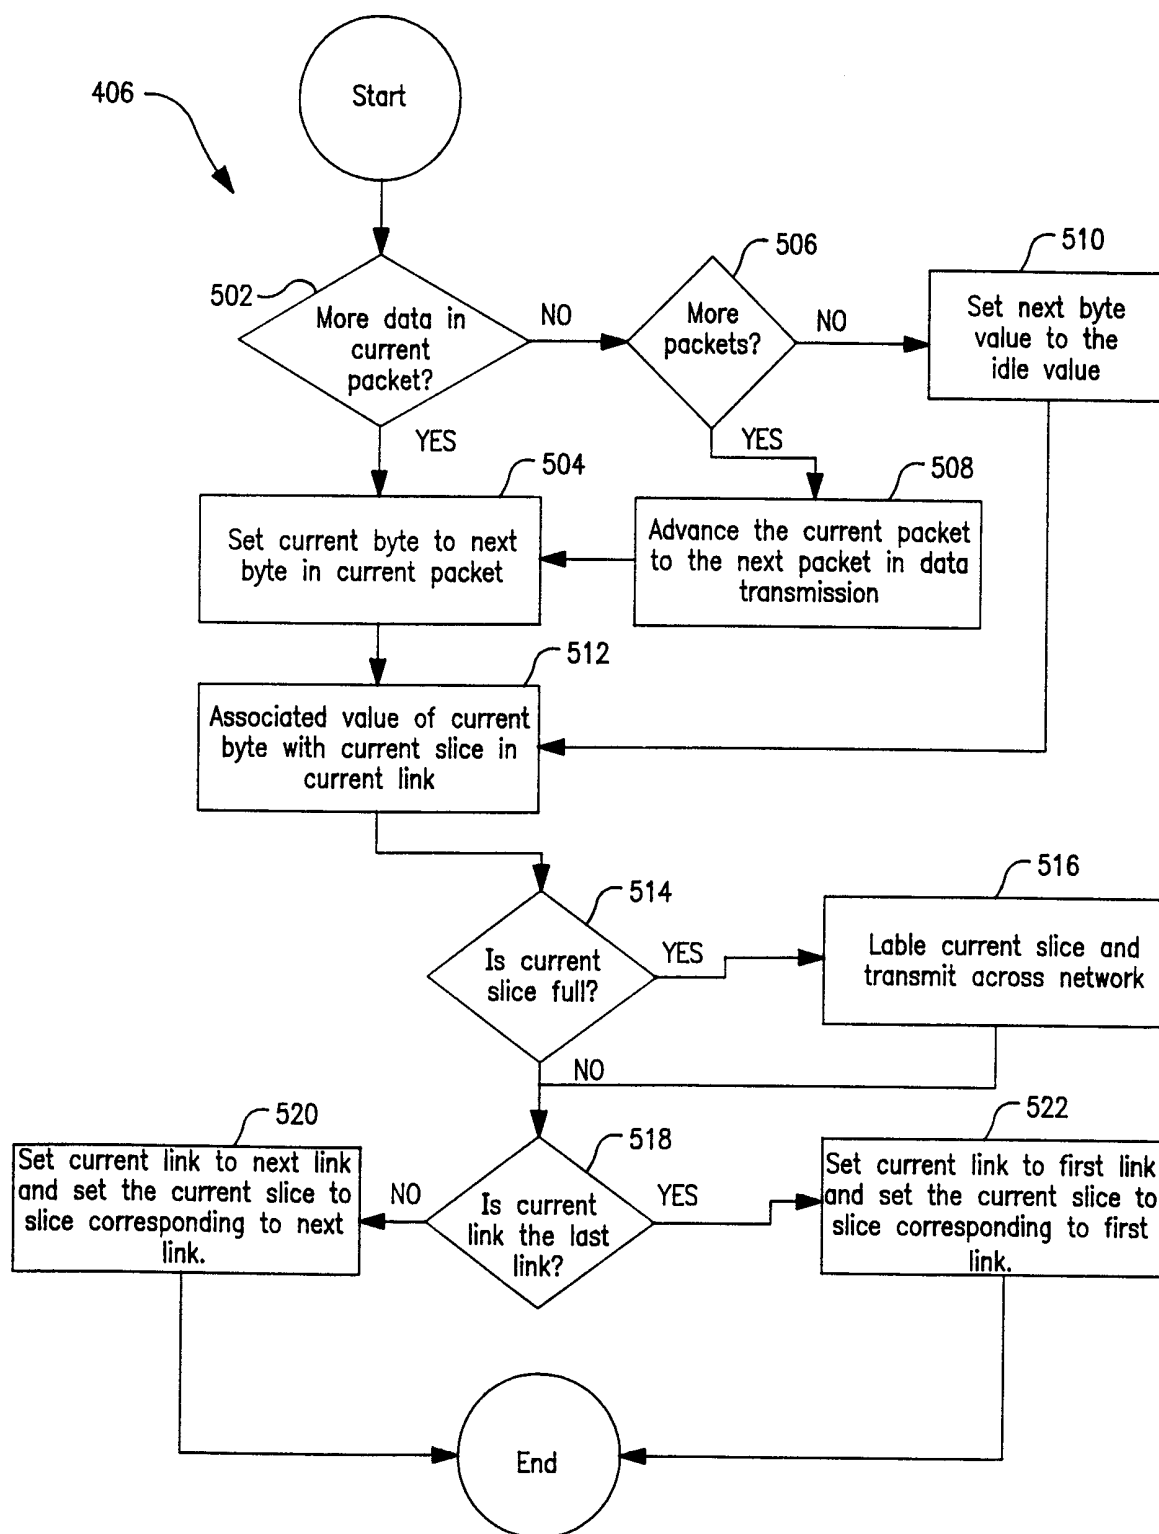 406
Start
502
More data in
current
packet?
NO
YES
506
More
packets?
NO
YES
510
Set next byte
value to the
idle value
504
Set current byte to next
byte in current packet
508
Advance the current packet
to the next packet in data
transmission
512
Associated value of current
byte with current slice in
current link
514
Is current
slice full?
YES
NO
516
Lable current slice and
transmit across network
518
Is current
link the last
link?
NO
YES
520
Set current link to next link
and set the current slice to
slice corresponding to next
link.
522
Set current link to first link
and set the current slice to
slice corresponding to first
link.
End